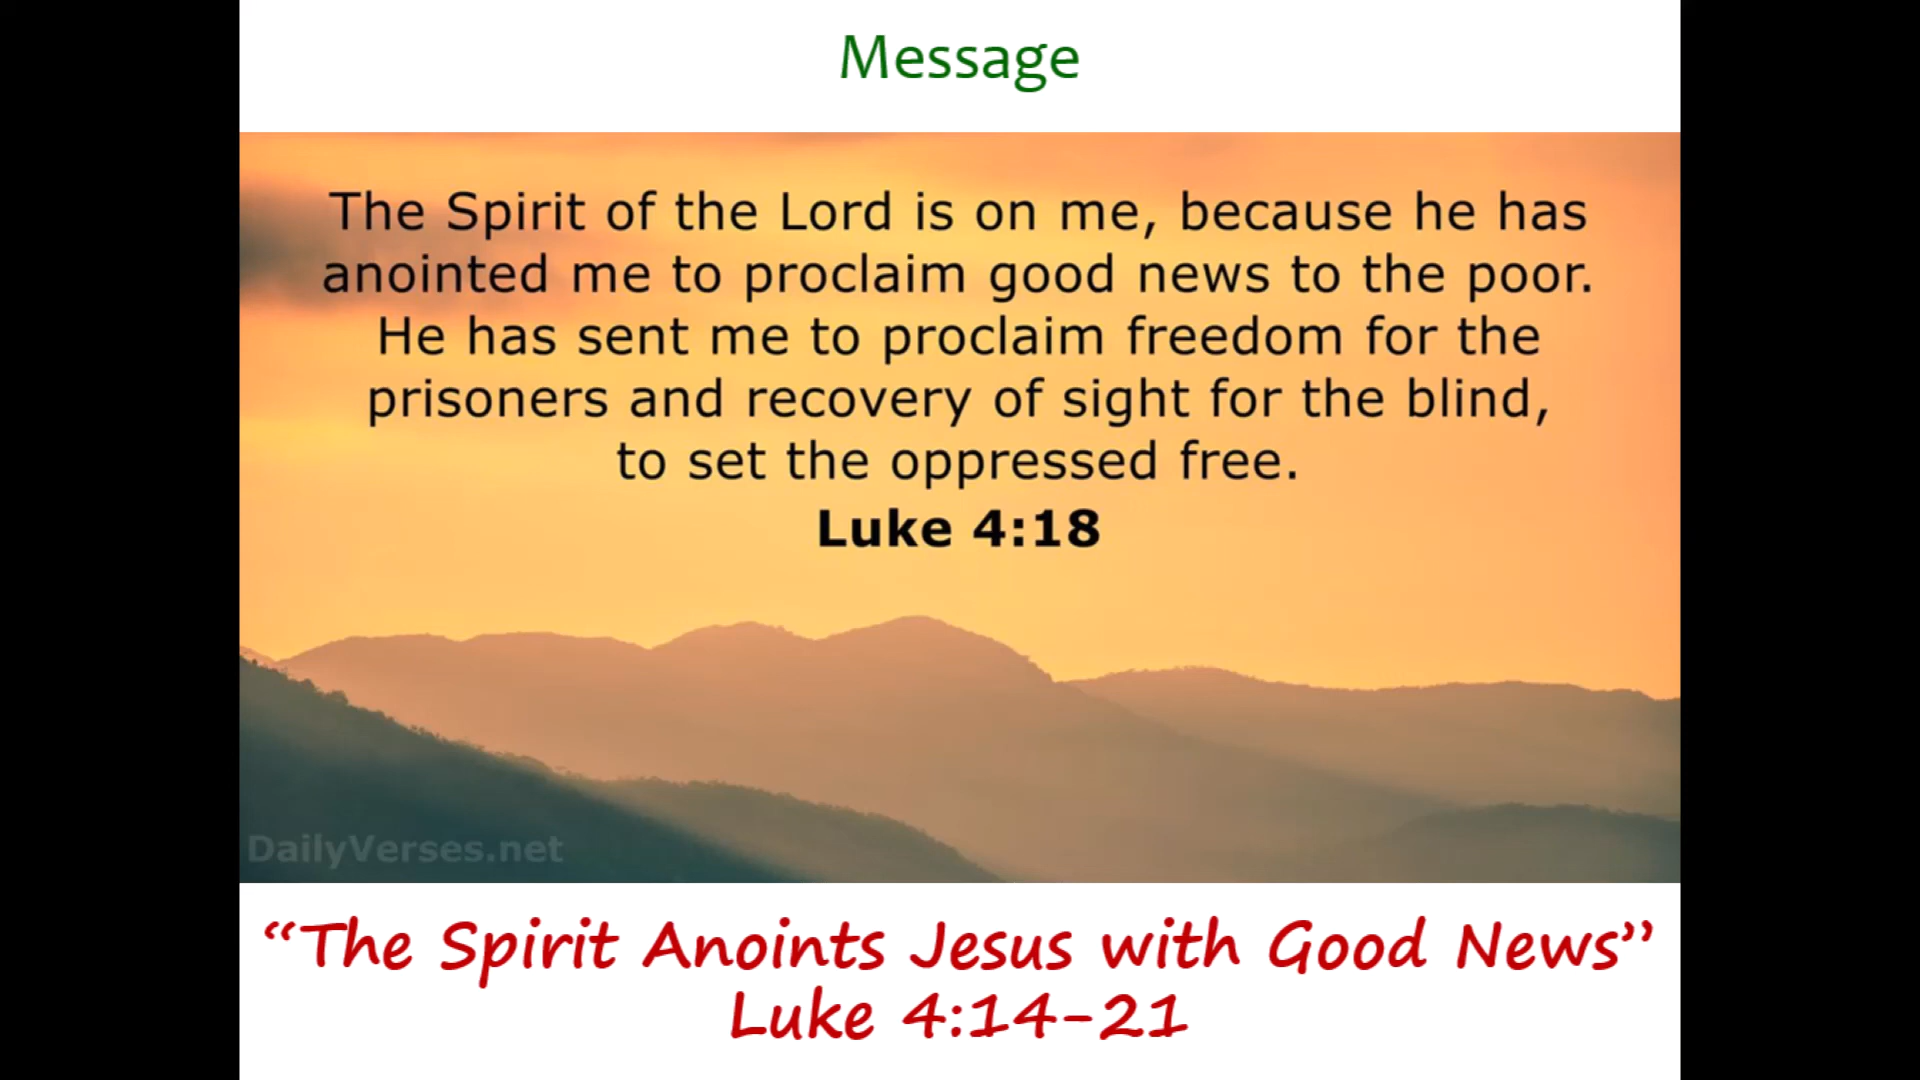 Message
The Spirit of the Lord is on me, because he has
anointed me to proclaim good news to the poor.
He has sent me to proclaim freedom for the
prisoners and recovery of sight for the blind,
to set the oppressed free.
Luke 4:18
DailyVerses.net
“The Spirit Anoints Jesus with Good News”
Luke 4:14-21